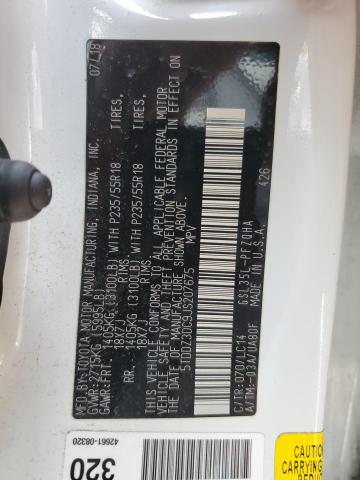 MFD.BY:TOYOTA MOTOR MANUFACTURING, INDIANA, INC. 07/18
GVWR:2715KG (5985LB)
GAWR:FRT. 1405KG (3100LB) WITH P235/55R18 TIRES,
18X7J RIMS,
RR. 1405KG (3100LB) WITH P235/55R18 TIRES,
18X7J RIMS,
THIS VEHICLE CONFORMS TO ALL APPLICABLE FEDERAL MOTOR
VEHICLE SAFETY, BUMPER, AND THEFT PREVENTION STANDARDS IN EFFECT ON
THE DATE OF MANUFACTURE SHOWN ABOVE.
5TDDZ3DC9JS207675
MPV
C/TR:070/LC14 GSL35L-PFZQHA 426
A/TM:-03A/UA80F MADE IN U.S.A.
42661-08320
320
CAUTION
CARRYING
EXCEED